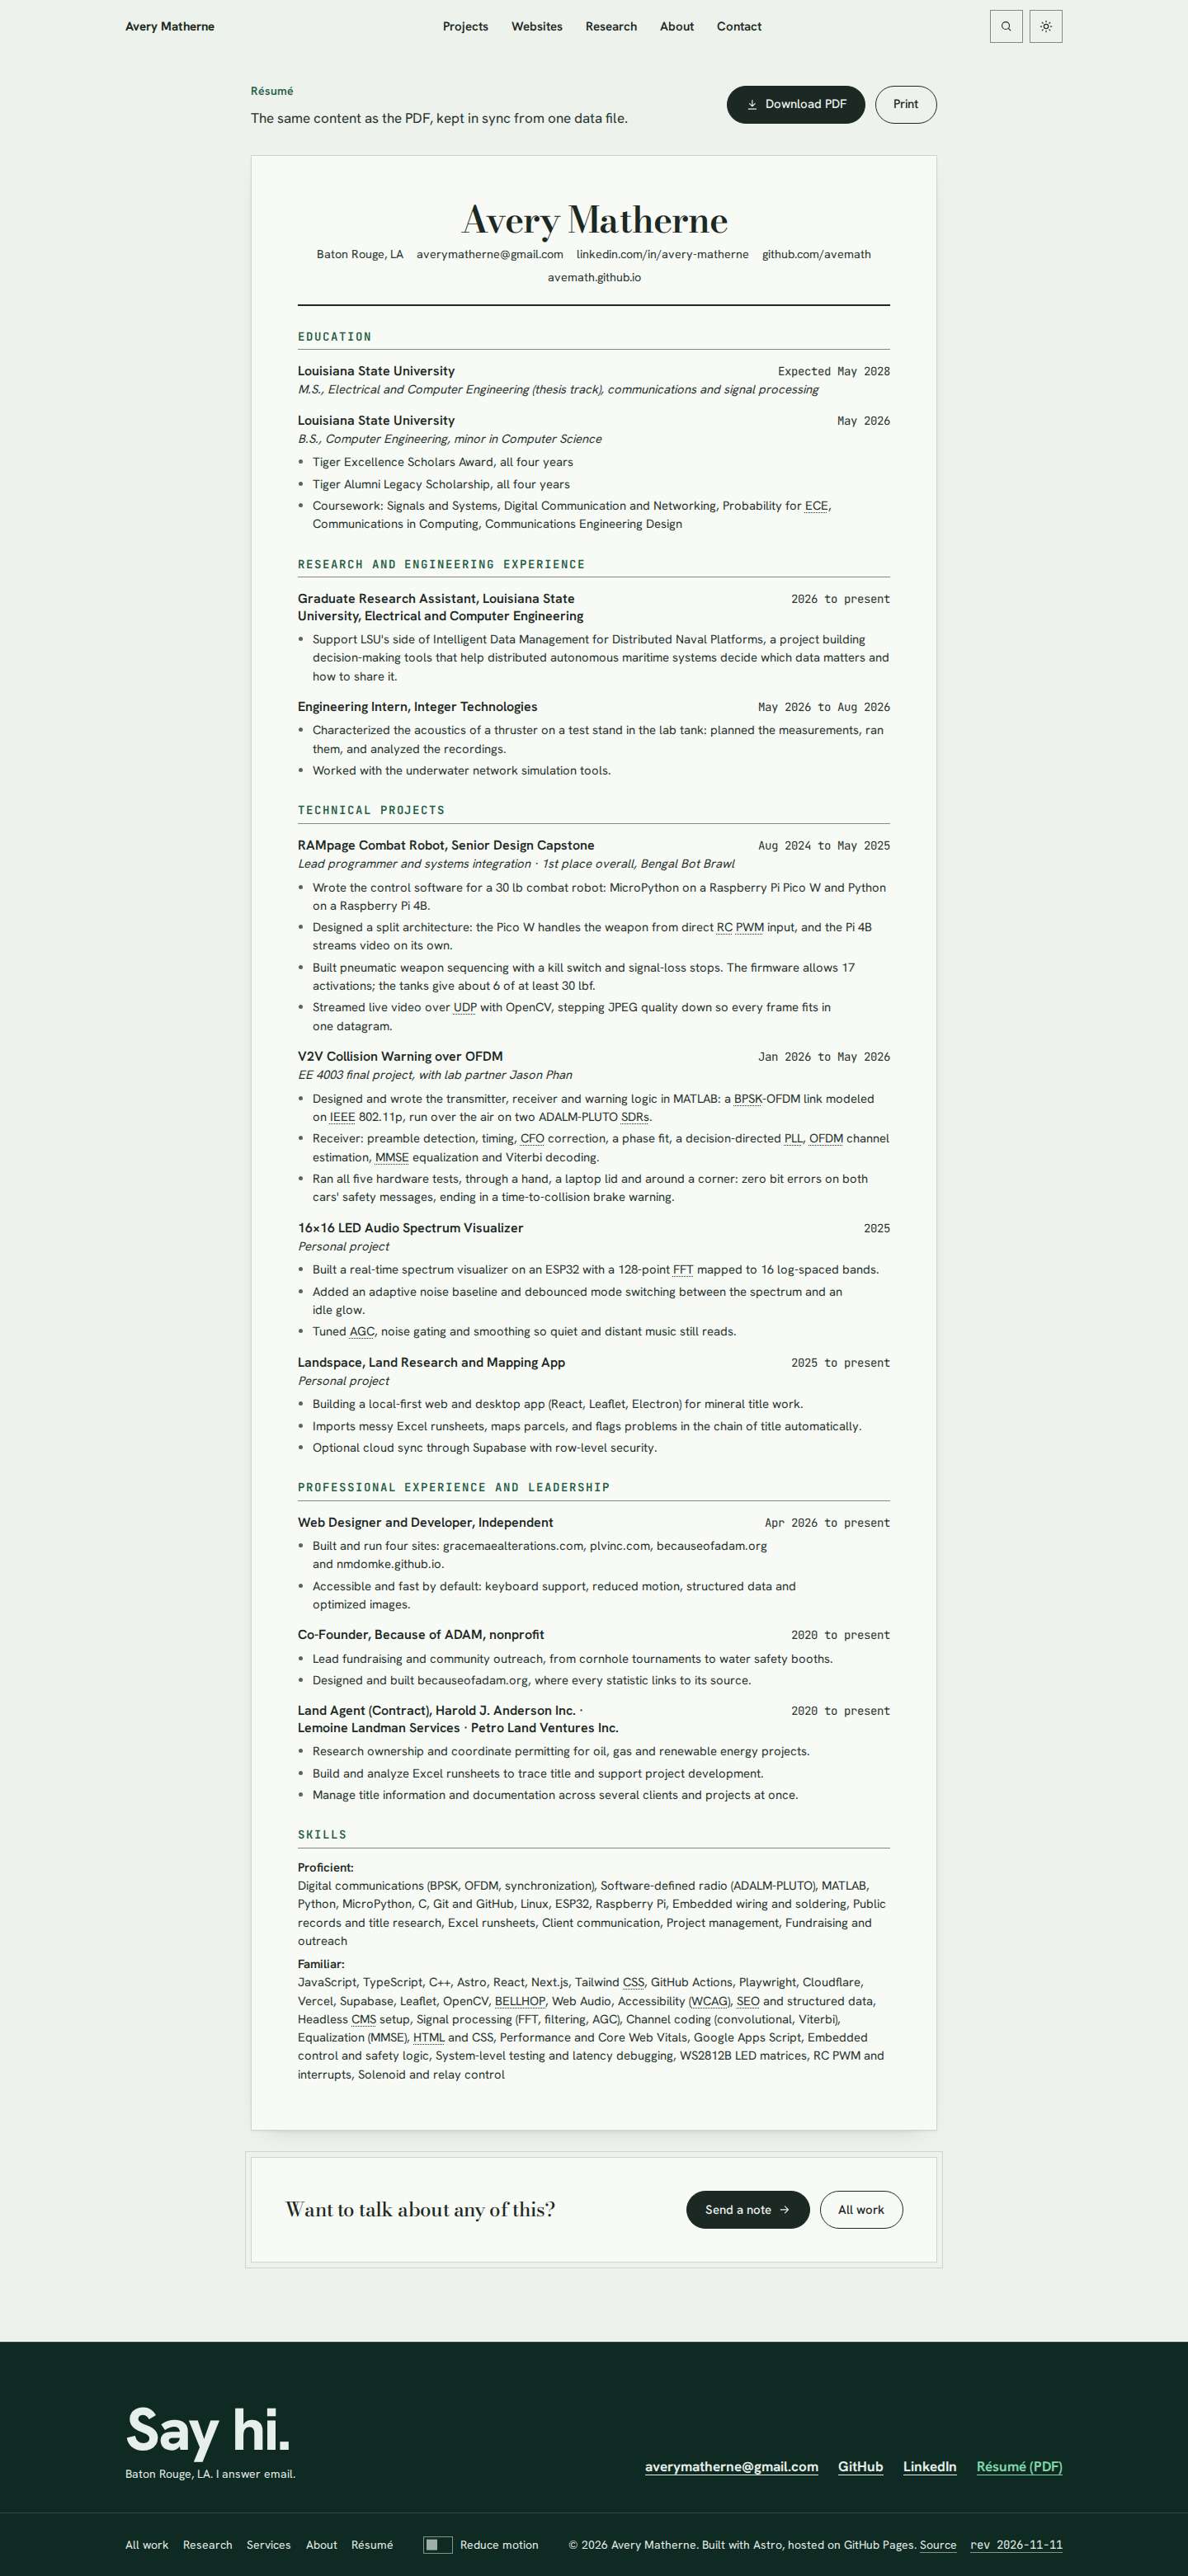 Avery Matherne
Projects Websites Research About Contact
Résumé
The same content as the PDF, kept in sync from one data file.
Download PDF
Print
Avery Matherne
Baton Rouge, LA averymatherne@gmail.com linkedin.com/in/avery-matherne github.com/avemath
avemath.github.io
EDUCATION
Louisiana State University Expected May 2028
M.S., Electrical and Computer Engineering (thesis track), communications and signal processing
Louisiana State University May 2026
B.S., Computer Engineering, minor in Computer Science
• Tiger Excellence Scholars Award, all four years
• Tiger Alumni Legacy Scholarship, all four years
• Coursework: Signals and Systems, Digital Communication and Networking, Probability for ECE,
Communications in Computing, Communications Engineering Design
RESEARCH AND ENGINEERING EXPERIENCE
Graduate Research Assistant, Louisiana State 2026 to present
University, Electrical and Computer Engineering
• Support LSU's side of Intelligent Data Management for Distributed Naval Platforms, a project building
decision-making tools that help distributed autonomous maritime systems decide which data matters and
how to share it.
Engineering Intern, Integer Technologies May 2026 to Aug 2026
• Characterized the acoustics of a thruster on a test stand in the lab tank: planned the measurements, ran
them, and analyzed the recordings.
• Worked with the underwater network simulation tools.
TECHNICAL PROJECTS
RAMpage Combat Robot, Senior Design Capstone Aug 2024 to May 2025
Lead programmer and systems integration · 1st place overall, Bengal Bot Brawl
• Wrote the control software for a 30 lb combat robot: MicroPython on a Raspberry Pi Pico W and Python
on a Raspberry Pi 4B.
• Designed a split architecture: the Pico W handles the weapon from direct RC PWM input, and the Pi 4B
streams video on its own.
• Built pneumatic weapon sequencing with a kill switch and signal-loss stops. The firmware allows 17
activations; the tanks give about 6 of at least 30 lbf.
• Streamed live video over UDP with OpenCV, stepping JPEG quality down so every frame fits in
one datagram.
V2V Collision Warning over OFDM Jan 2026 to May 2026
EE 4003 final project, with lab partner Jason Phan
• Designed and wrote the transmitter, receiver and warning logic in MATLAB: a BPSK-OFDM link modeled
on IEEE 802.11p, run over the air on two ADALM-PLUTO SDRs.
• Receiver: preamble detection, timing, CFO correction, a phase fit, a decision-directed PLL, OFDM channel
estimation, MMSE equalization and Viterbi decoding.
• Ran all five hardware tests, through a hand, a laptop lid and around a corner: zero bit errors on both
cars' safety messages, ending in a time-to-collision brake warning.
16×16 LED Audio Spectrum Visualizer 2025
Personal project
• Built a real-time spectrum visualizer on an ESP32 with a 128-point FFT mapped to 16 log-spaced bands.
• Added an adaptive noise baseline and debounced mode switching between the spectrum and an
idle glow.
• Tuned AGC, noise gating and smoothing so quiet and distant music still reads.
Landspace, Land Research and Mapping App 2025 to present
Personal project
• Building a local-first web and desktop app (React, Leaflet, Electron) for mineral title work.
• Imports messy Excel runsheets, maps parcels, and flags problems in the chain of title automatically.
• Optional cloud sync through Supabase with row-level security.
PROFESSIONAL EXPERIENCE AND LEADERSHIP
Web Designer and Developer, Independent Apr 2026 to present
• Built and run four sites: gracemaealterations.com, plvinc.com, becauseofadam.org
and nmdomke.github.io.
• Accessible and fast by default: keyboard support, reduced motion, structured data and
optimized images.
Co-Founder, Because of ADAM, nonprofit 2020 to present
• Lead fundraising and community outreach, from cornhole tournaments to water safety booths.
• Designed and built becauseofadam.org, where every statistic links to its source.
Land Agent (Contract), Harold J. Anderson Inc. · 2020 to present
Lemoine Landman Services · Petro Land Ventures Inc.
• Research ownership and coordinate permitting for oil, gas and renewable energy projects.
• Build and analyze Excel runsheets to trace title and support project development.
• Manage title information and documentation across several clients and projects at once.
SKILLS
Proficient:
Digital communications (BPSK, OFDM, synchronization), Software-defined radio (ADALM-PLUTO), MATLAB,
Python, MicroPython, C, Git and GitHub, Linux, ESP32, Raspberry Pi, Embedded wiring and soldering, Public
records and title research, Excel runsheets, Client communication, Project management, Fundraising and
outreach
Familiar:
JavaScript, TypeScript, C++, Astro, React, Next.js, Tailwind CSS, GitHub Actions, Playwright, Cloudflare,
Vercel, Supabase, Leaflet, OpenCV, BELLHOP, Web Audio, Accessibility (WCAG), SEO and structured data,
Headless CMS setup, Signal processing (FFT, filtering, AGC), Channel coding (convolutional, Viterbi),
Equalization (MMSE), HTML and CSS, Performance and Core Web Vitals, Google Apps Script, Embedded
control and safety logic, System-level testing and latency debugging, WS2812B LED matrices, RC PWM and
interrupts, Solenoid and relay control
Want to talk about any of this?
Send a note →
All work
Say hi.
Baton Rouge, LA. I answer email.
averymatherne@gmail.com GitHub LinkedIn Résumé (PDF)
All work Research Services About Résumé Reduce motion © 2026 Avery Matherne. Built with Astro, hosted on GitHub Pages. Source rev 2026-11-11